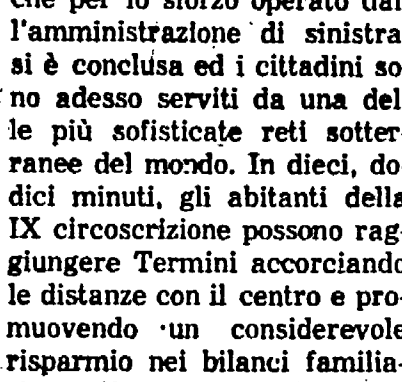 che per lo sforzo operato dal
l'amministrazione di sinistra
si è conclusa ed i cittadini so
no adesso serviti da una del
le più sofisticate reti sotter
ranee del mondo. In dieci, do
dici minuti, gli abitanti della
IX circoscrizione possono rag-
giungere Termini accorciando
le distanze con il centro e pro-
muovendo un considerevole
risparmio nei bilanci familia-